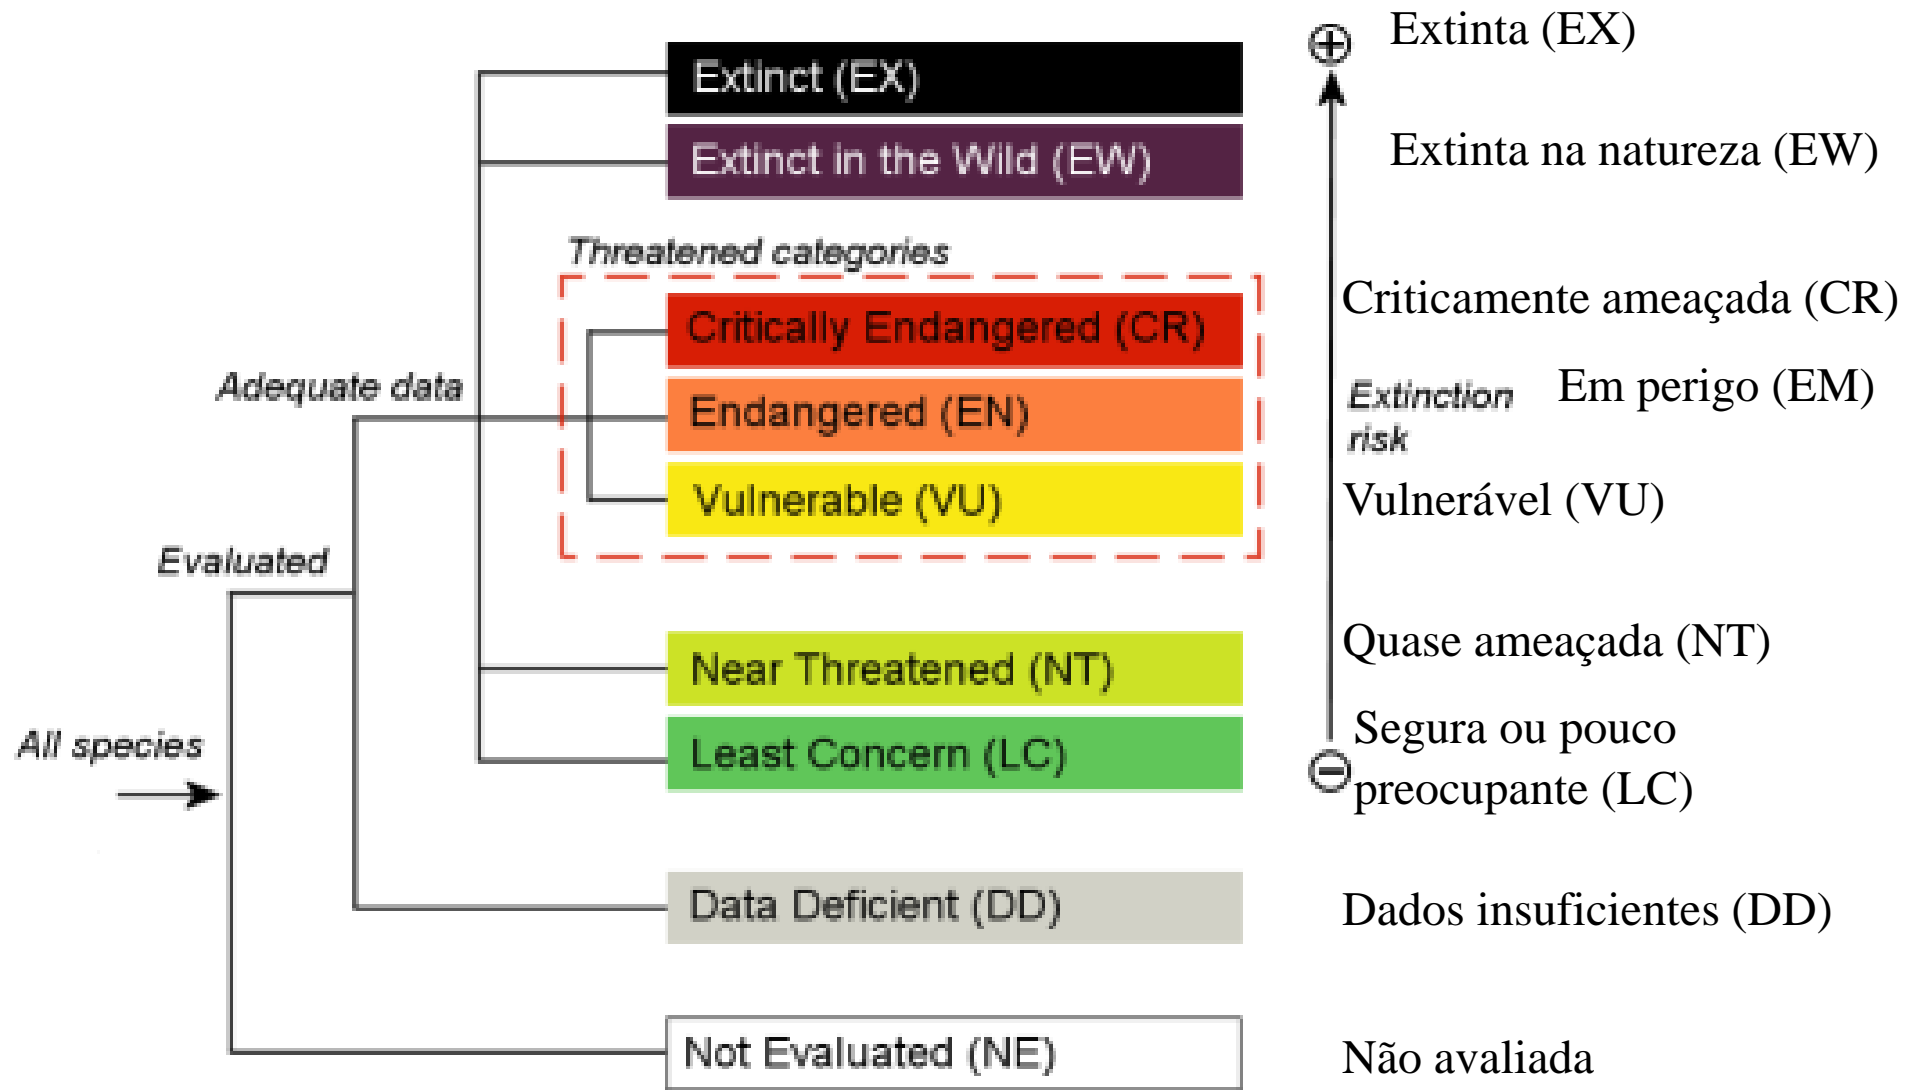 Extinct (EX)
Extinta (EX)
Extinct in the Wild (EW)
Extinta na natureza (EW)
Threatened categories
Critically Endangered (CR)
Criticamente ameaçada (CR)
Adequate data
Endangered (EN)
Extinction
risk
Em perigo (EM)
Vulnerable (VU)
Vulnerável (VU)
Evaluated
Near Threatened (NT)
Quase ameaçada (NT)
All species
Least Concern (LC)
Segura ou pouco
preocupante (LC)
Data Deficient (DD)
Dados insuficientes (DD)
Not Evaluated (NE)
Não avaliada